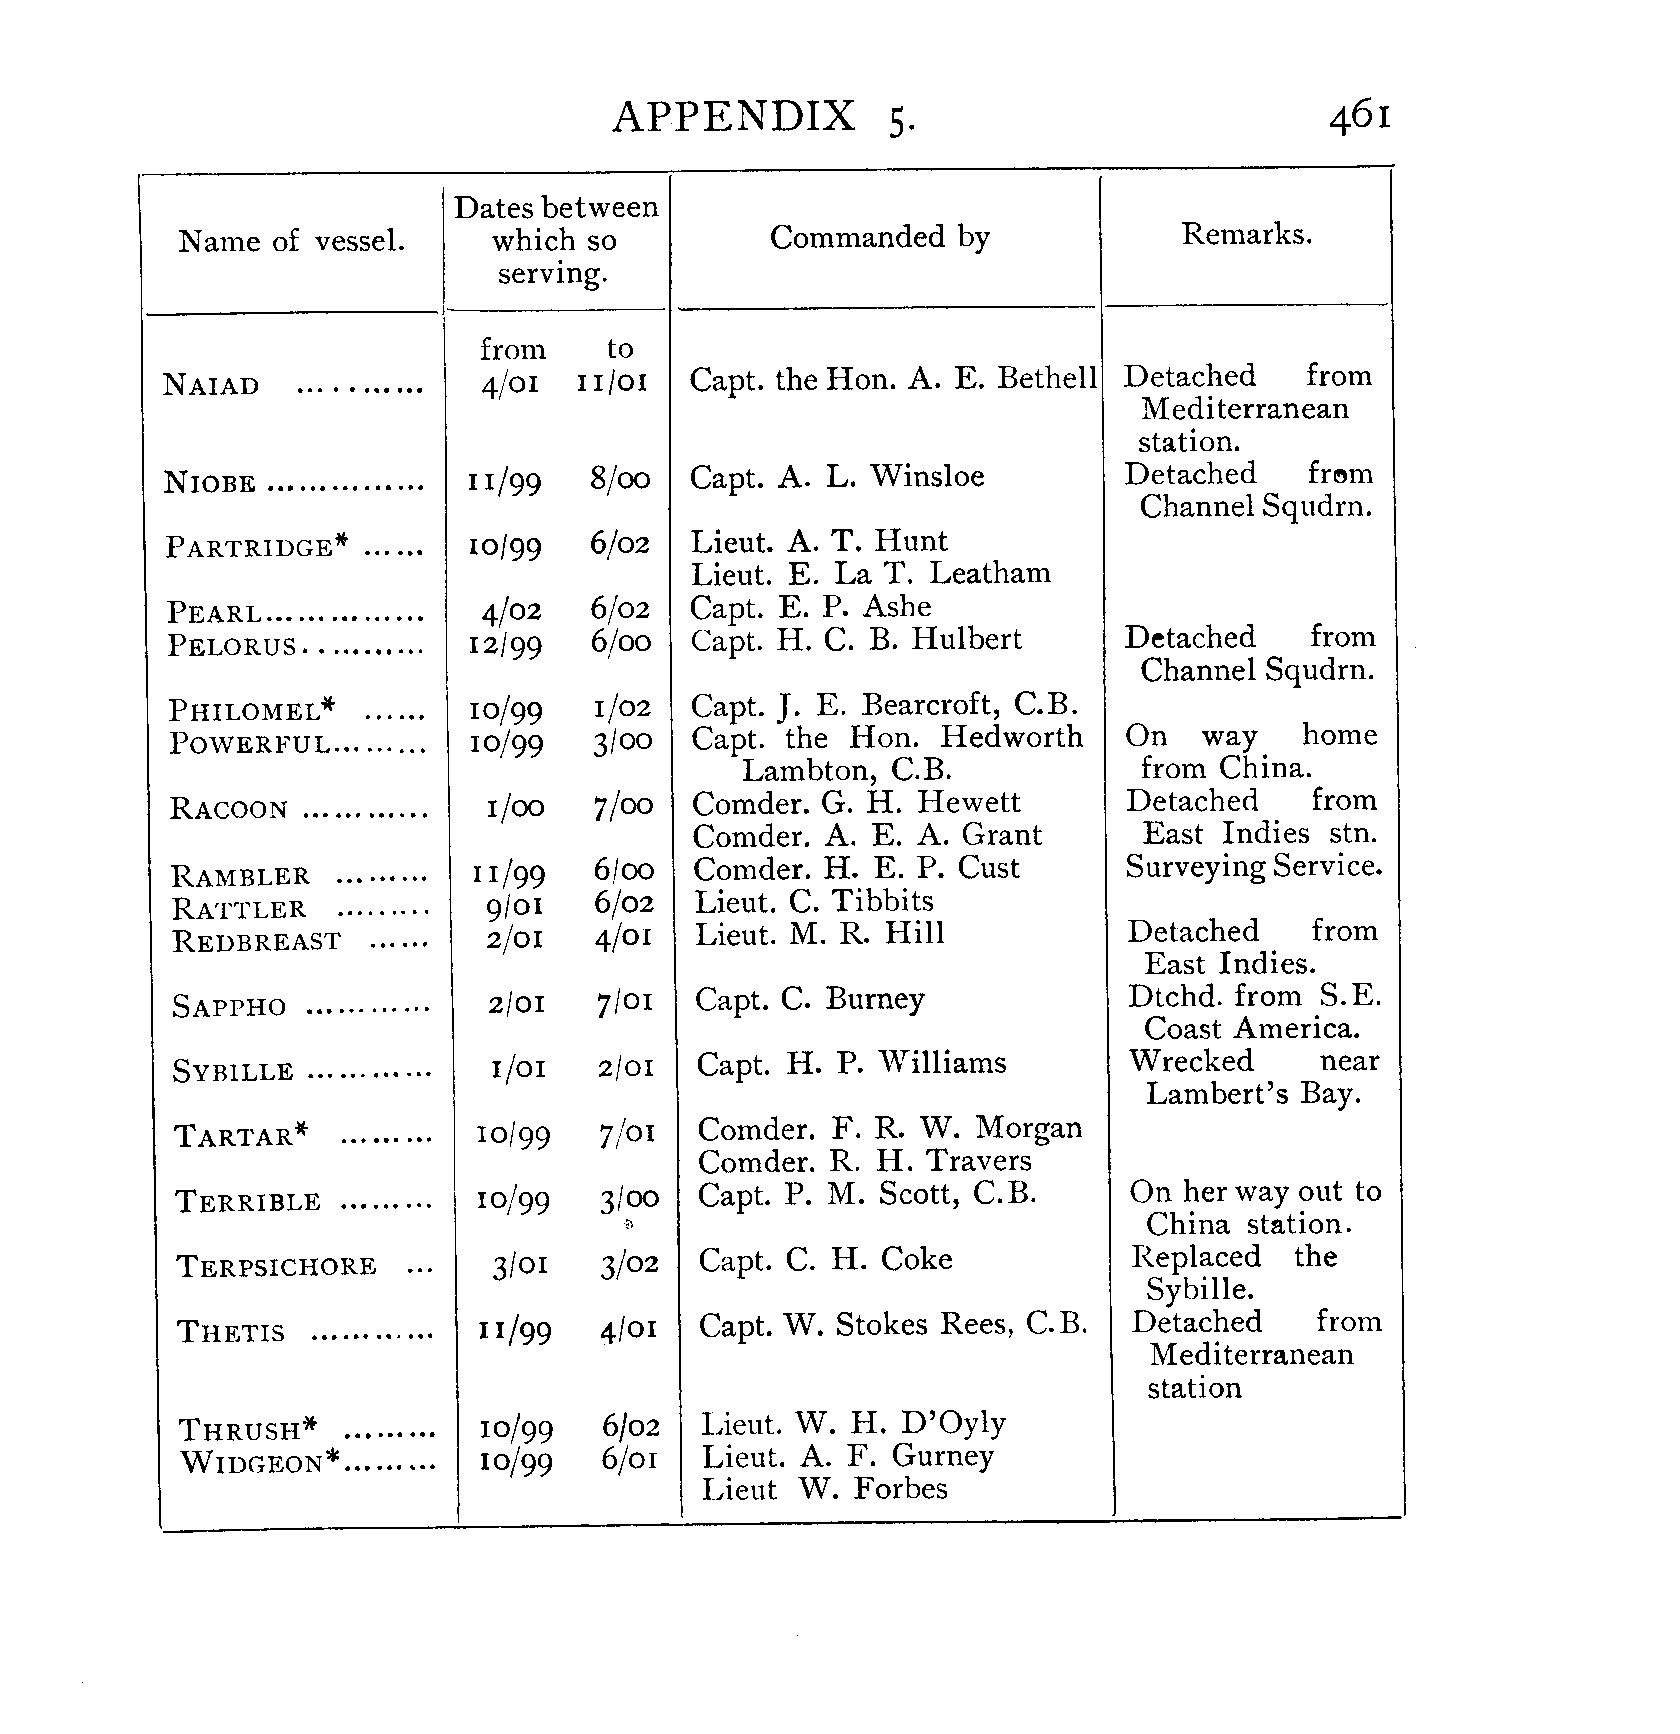 APPENDIX 5. 461
Name of vessel. Dates between which so serving. Commanded by Remarks.
from to
NAIAD ............ 4/01 11/01 Capt. the Hon. A. E. Bethell Detached from
Mediterranean
station.
NIOBE ............... 11/99 8/00 Capt. A. L. Winsloe Detached from
Channel Squdrn.
PARTRIDGE* ...... 10/99 6/02 Lieut. A. T. Hunt
Lieut. E. La T. Leatham
PEARL............... 4/02 6/02 Capt. E. P. Ashe
PELORUS........... 12/99 6/00 Capt. H. C. B. Hulbert Detached from
Channel Squdrn.
PHILOMEL* ...... 10/99 1/02 Capt. J. E. Bearcroft, C.B.
POWERFUL......... 10/99 3/00 Capt. the Hon. Hedworth On way home
Lambton, C.B. from China.
RACOON ............ 1/00 7/00 Comder. G. H. Hewett Detached from
Comder. A. E. A. Grant East Indies stn.
RAMBLER ......... 11/99 6/00 Comder. H. E. P. Cust Surveying Service.
RATTLER ......... 9/01 6/02 Lieut. C. Tibbits
REDBREAST ...... 2/01 4/01 Lieut. M. R. Hill Detached from
East Indies.
SAPPHO ............ 2/01 7/01 Capt. C. Burney Dtchd. from S.E.
Coast America.
SYBILLE ............ 1/01 2/01 Capt. H. P. Williams Wrecked near
Lambert's Bay.
TARTAR* ......... 10/99 7/01 Comder. F. R. W. Morgan
Comder. R. H. Travers
TERRIBLE ......... 10/99 3/00 Capt. P. M. Scott, C.B. On her way out to
China station.
TERPSICHORE ... 3/01 3/02 Capt. C. H. Coke Replaced the
Sybille.
THETIS ............ 11/99 4/01 Capt. W. Stokes Rees, C.B. Detached from
Mediterranean
station
THRUSH* ......... 10/99 6/02 Lieut. W. H. D'Oyly
WIDGEON*......... 10/99 6/01 Lieut. A. F. Gurney
Lieut W. Forbes